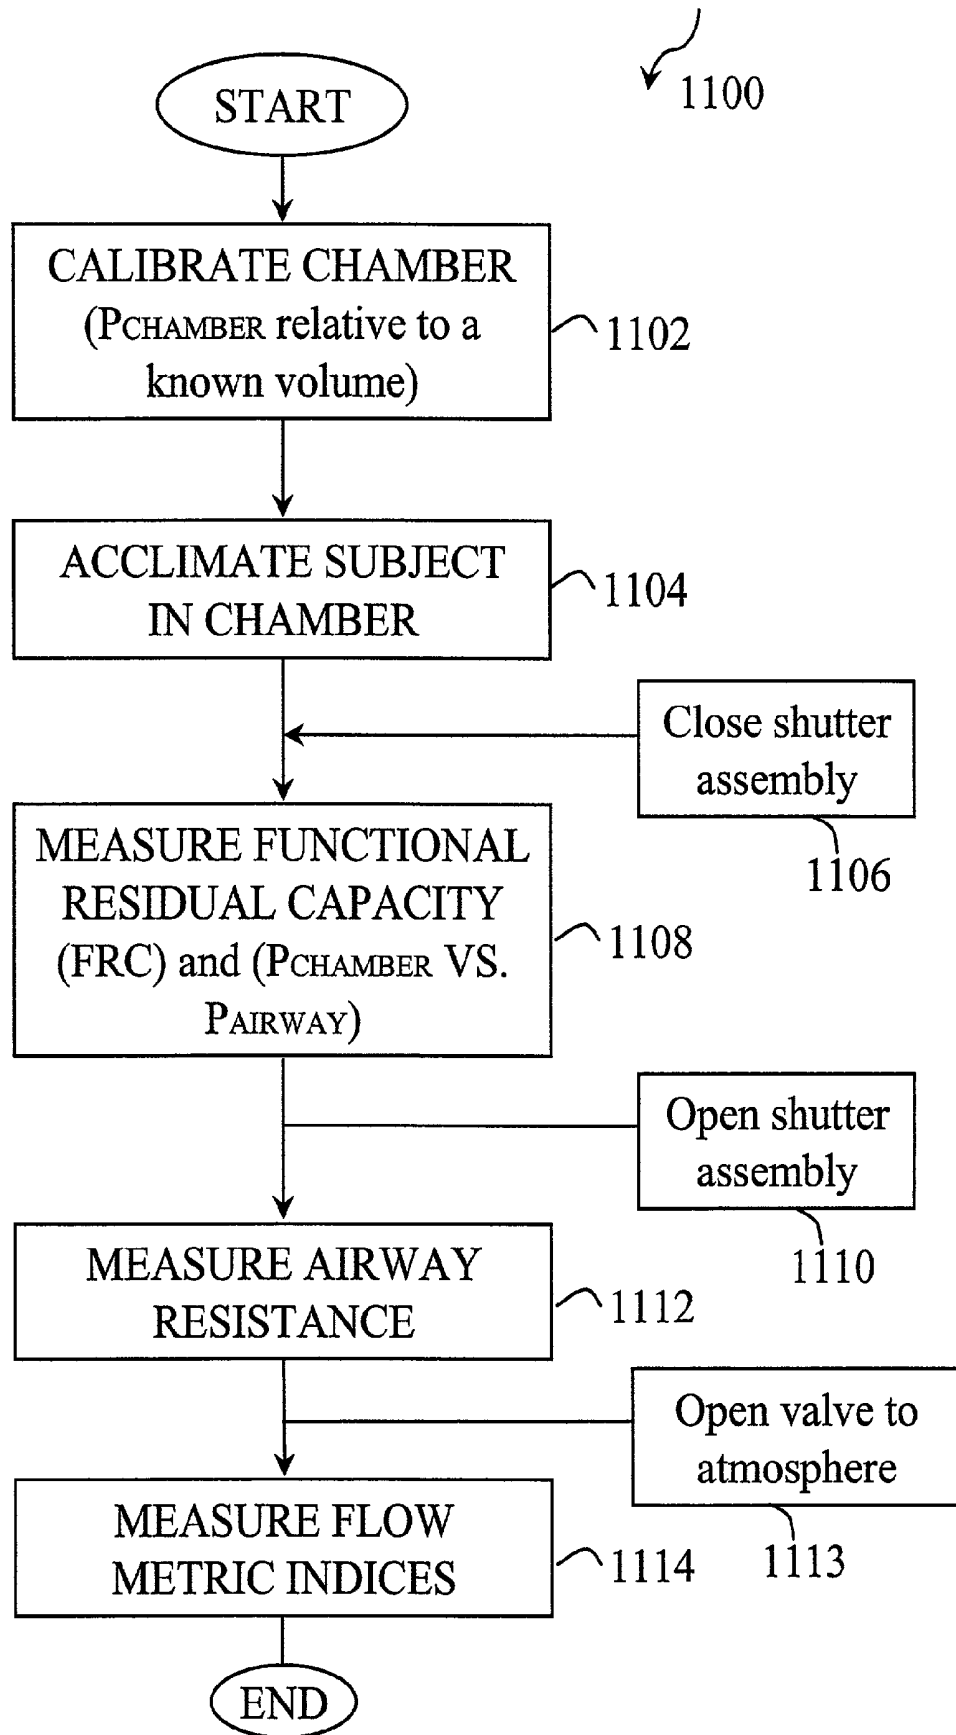 1100
START
CALIBRATE CHAMBER
(PCHAMBER relative to a
known volume)
1102
ACCLIMATE SUBJECT
IN CHAMBER
1104
Close shutter
assembly
1106
MEASURE FUNCTIONAL
RESIDUAL CAPACITY
(FRC) and (PCHAMBER VS.
PAIRWAY)
1108
Open shutter
assembly
1110
MEASURE AIRWAY
RESISTANCE
1112
Open valve to
atmosphere
1113
MEASURE FLOW
METRIC INDICES
1114
END